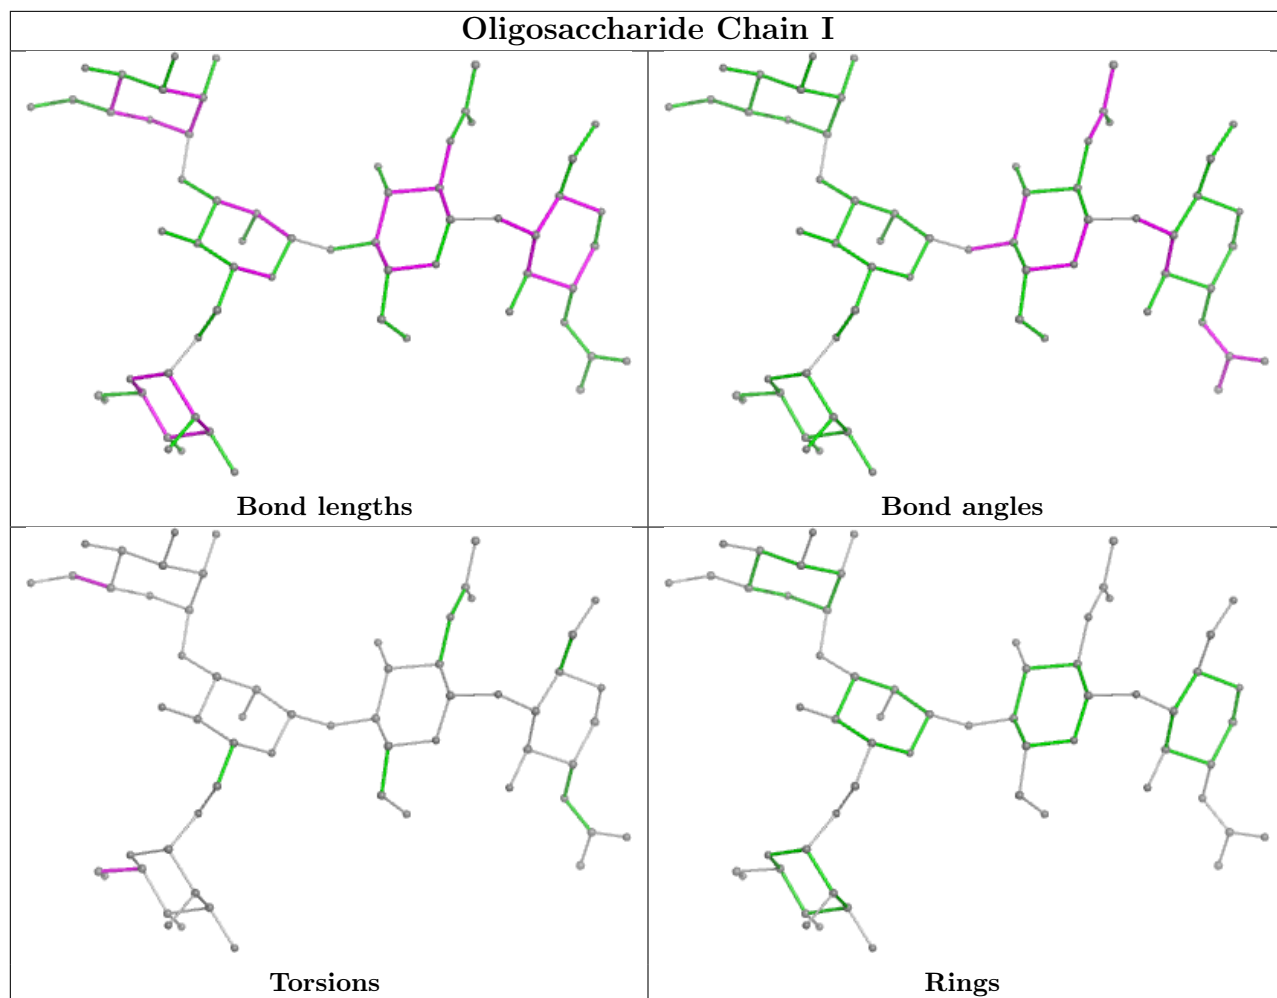 Oligosaccharide Chain I
Bond lengths
Bond angles
Torsions
Rings